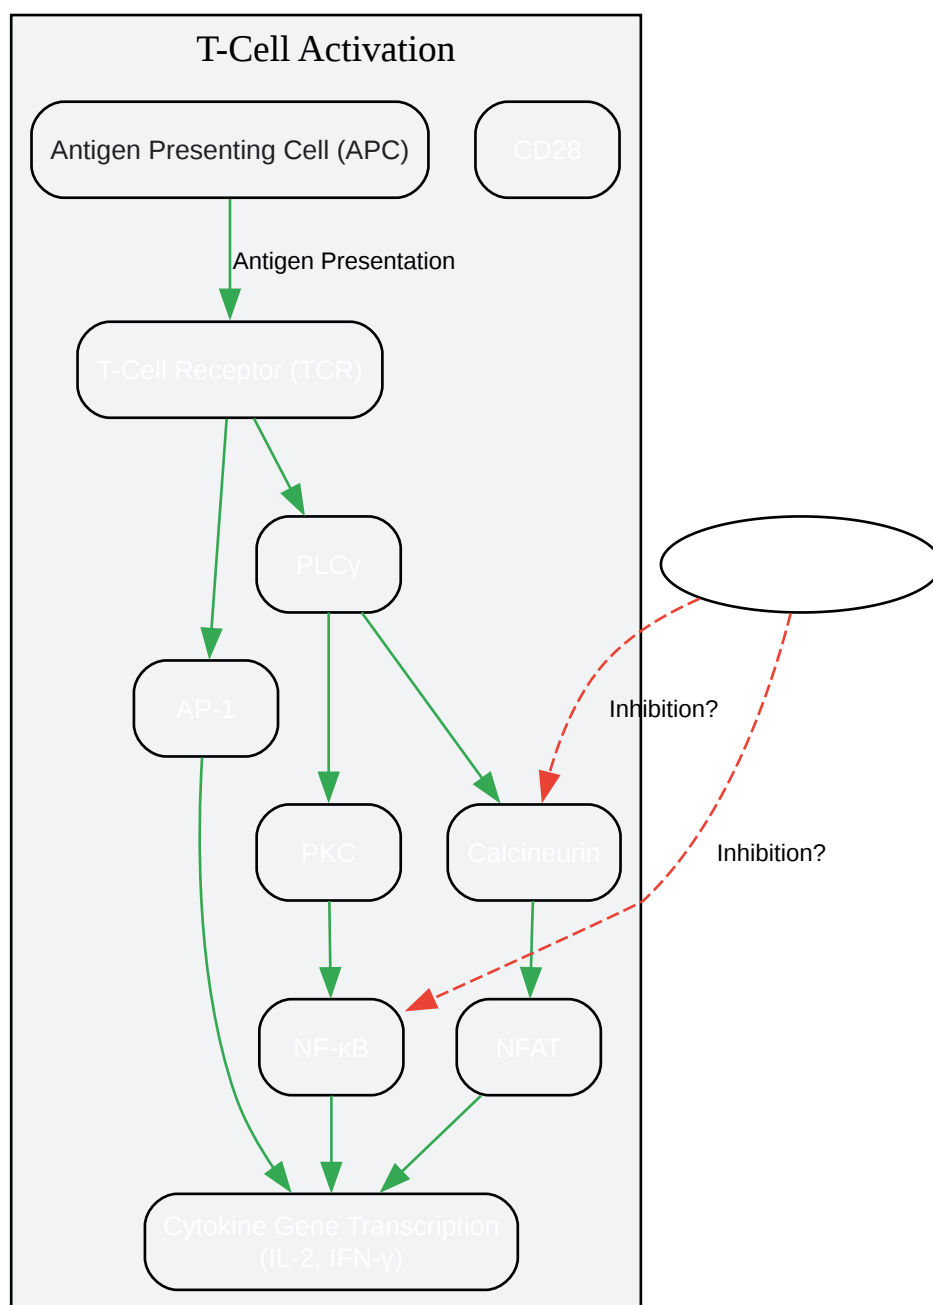 T-Cell Activation
Antigen Presenting Cell (APC)
CD28
Antigen Presentation
T-Cell Receptor (TCR)
PLCγ
AP-1
Inhibition?
PKC
Calcineurin
Inhibition?
NF-κB
NFAT
Cytokine Gene Transcription
(IL-2, IFN-γ)